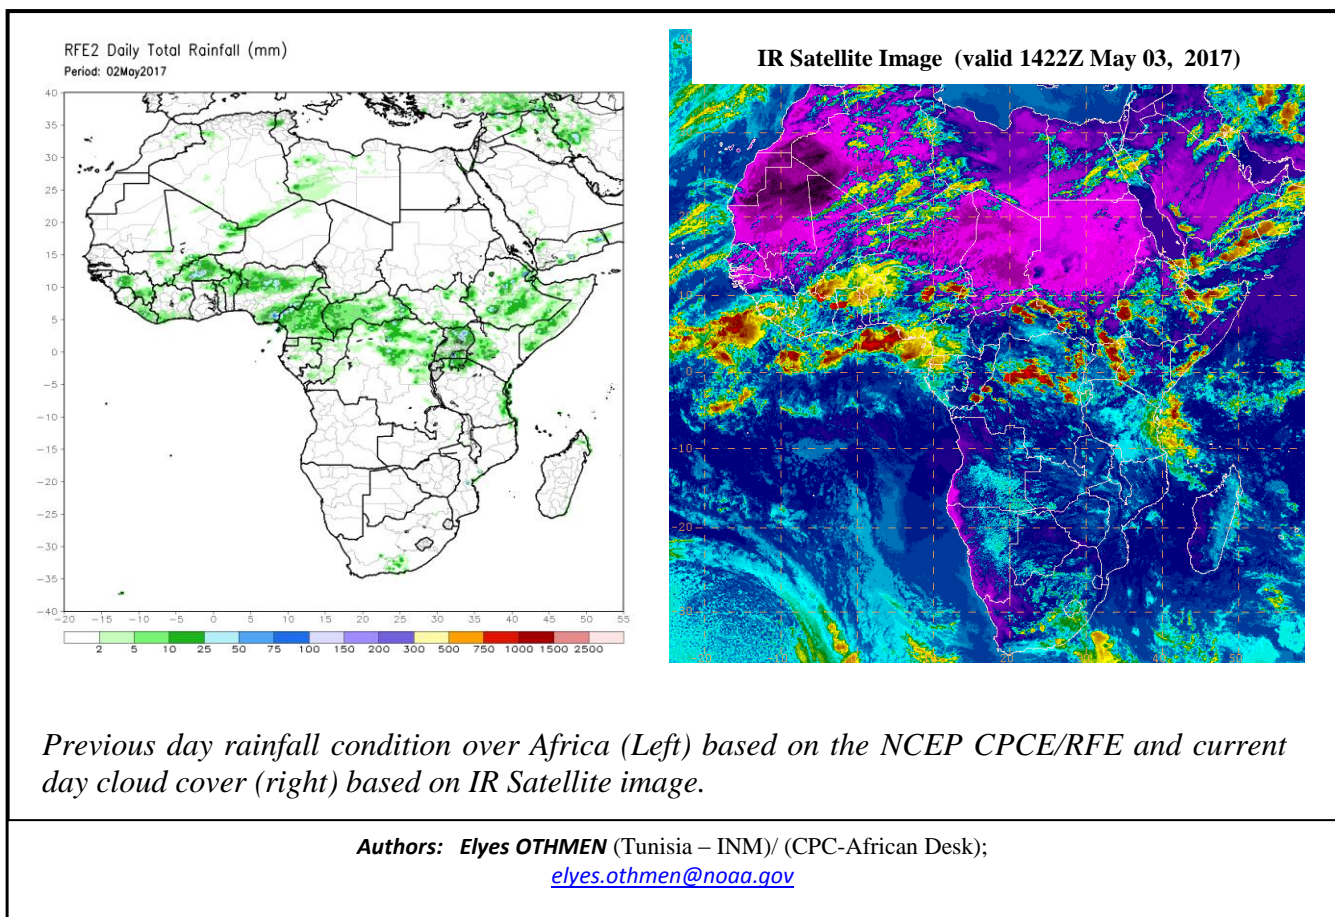 RFE2 Daily Total Rainfall (mm)
Period: 02May2017
40
35
30
25
20
15
10
5
0
−5
−10
−15
−20
−25
−30
−35
−40
−20 −15 −10 −5 0 5 10 15 20 25 30 35 40 45 50 55
2 5 10 25 50 75 100 150 200 300 500 750 1000 1500 2500
IR Satellite Image (valid 1422Z May 03, 2017)
0
-10
-20
20
Previous day rainfall condition over Africa (Left) based on the NCEP CPCE/RFE and current
day cloud cover (right) based on IR Satellite image.
Authors: Elyes OTHMEN (Tunisia – INM)/ (CPC-African Desk);
elyes.othmen@noaa.gov